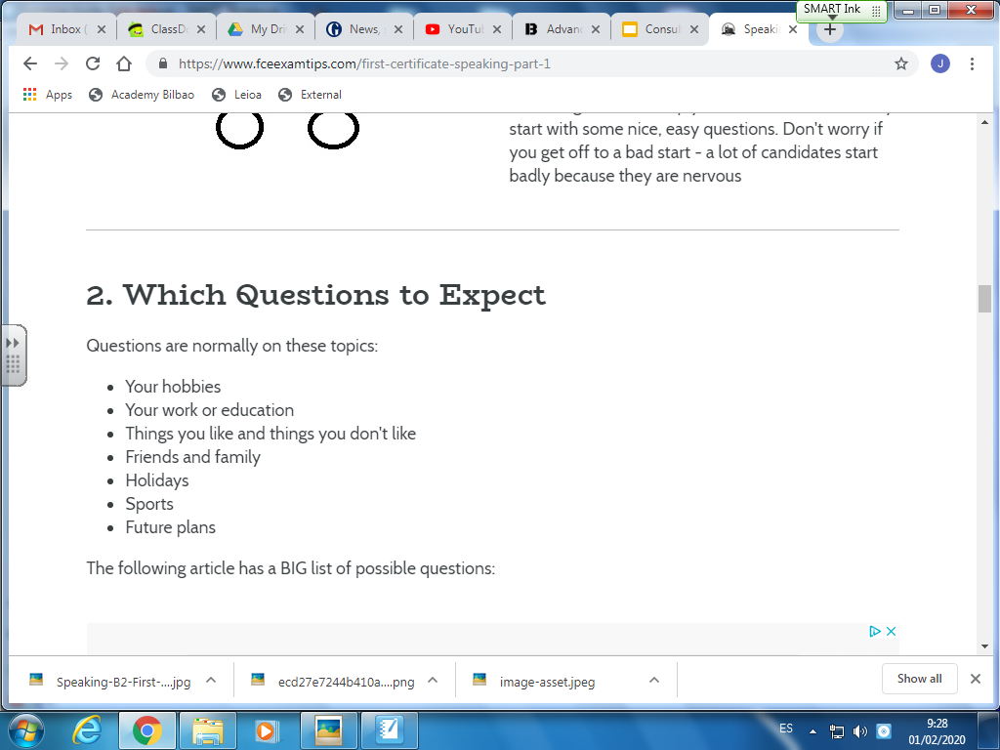 SMART Ink
Inbox (
ClassD
My Dri
News,
YouTu
Advan
Consul
Speaki
https://www.fceexamtips.com/first-certificate-speaking-part-1
J
Apps
Academy Bilbao
Leioa
External
start with some nice, easy questions. Don't worry if
you get off to a bad start - a lot of candidates start
badly because they are nervous
2. Which Questions to Expect
Questions are normally on these topics:
• Your hobbies
• Your work or education
• Things you like and things you don't like
• Friends and family
• Holidays
• Sports
• Future plans
The following article has a BIG list of possible questions:
Speaking-B2-First-....jpg
ecd27e7244b410a....png
image-asset.jpeg
Show all
ES
9:28
01/02/2020